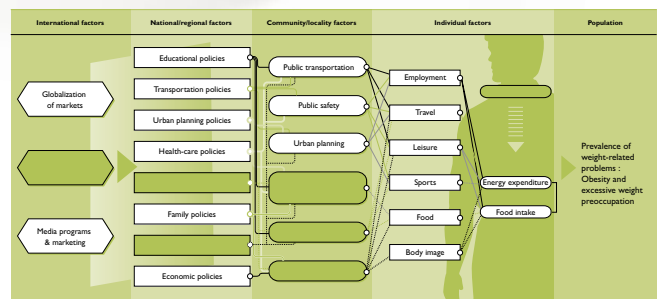 International factors
National/regional factors
Community/locality factors
Individual factors
Population
Globalization
of markets
Media programs
& marketing
Educational policies
Transportation policies
Urban planning policies
Health-care policies
Family policies
Economic policies
Public transportation
Public safety
Urban planning
Employment
Travel
Leisure
Sports
Food
Body image
Energy expenditure
Food intake
Prevalence of
weight-related
problems :
Obesity and
excessive weight
preoccupation